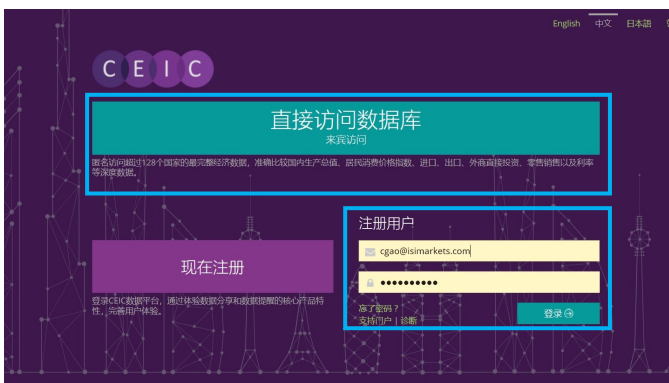 English 中文 日本語
CEIC
直接访问数据库
来宾访问
匿名访问超过128个国家的最完整经济数据，准确比较国内生产总值、居民消费价格指数、进口、出口、外商直接投资、零售销售以及利率
等深度数据。
注册用户
cgao@isimarkets.com
现在注册
登录CEIC数据平台，通过体验数据分享和数据提醒的核心产品特
性，完善用户体验。
忘了密码？
支持门户 | 诊断
登录